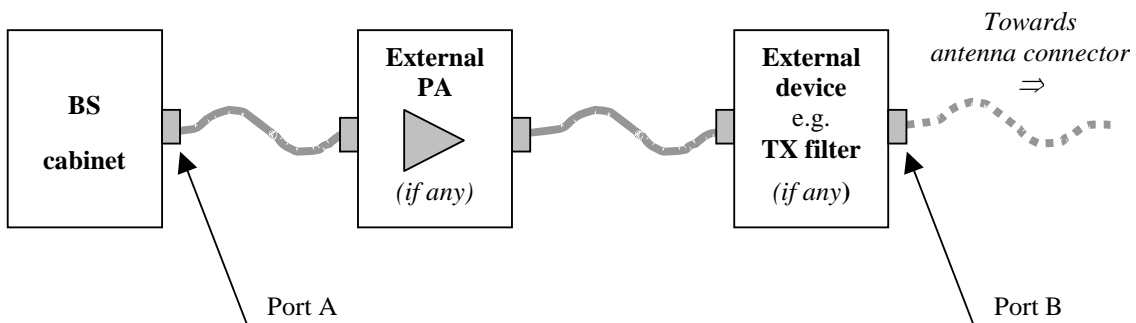 BS
cabinet
External
PA
(if any)
External
device
e.g.
TX filter
(if any)
Towards
antenna connector
⇒
Port A
Port B